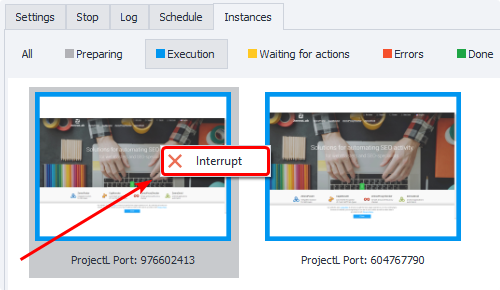 Settings Stop Log Schedule Instances
All Preparing Execution Waiting for actions Errors Done
Solutions for automating SEO activity
Interrupt
ProjectL Port: 976602413 ProjectL Port: 604767790